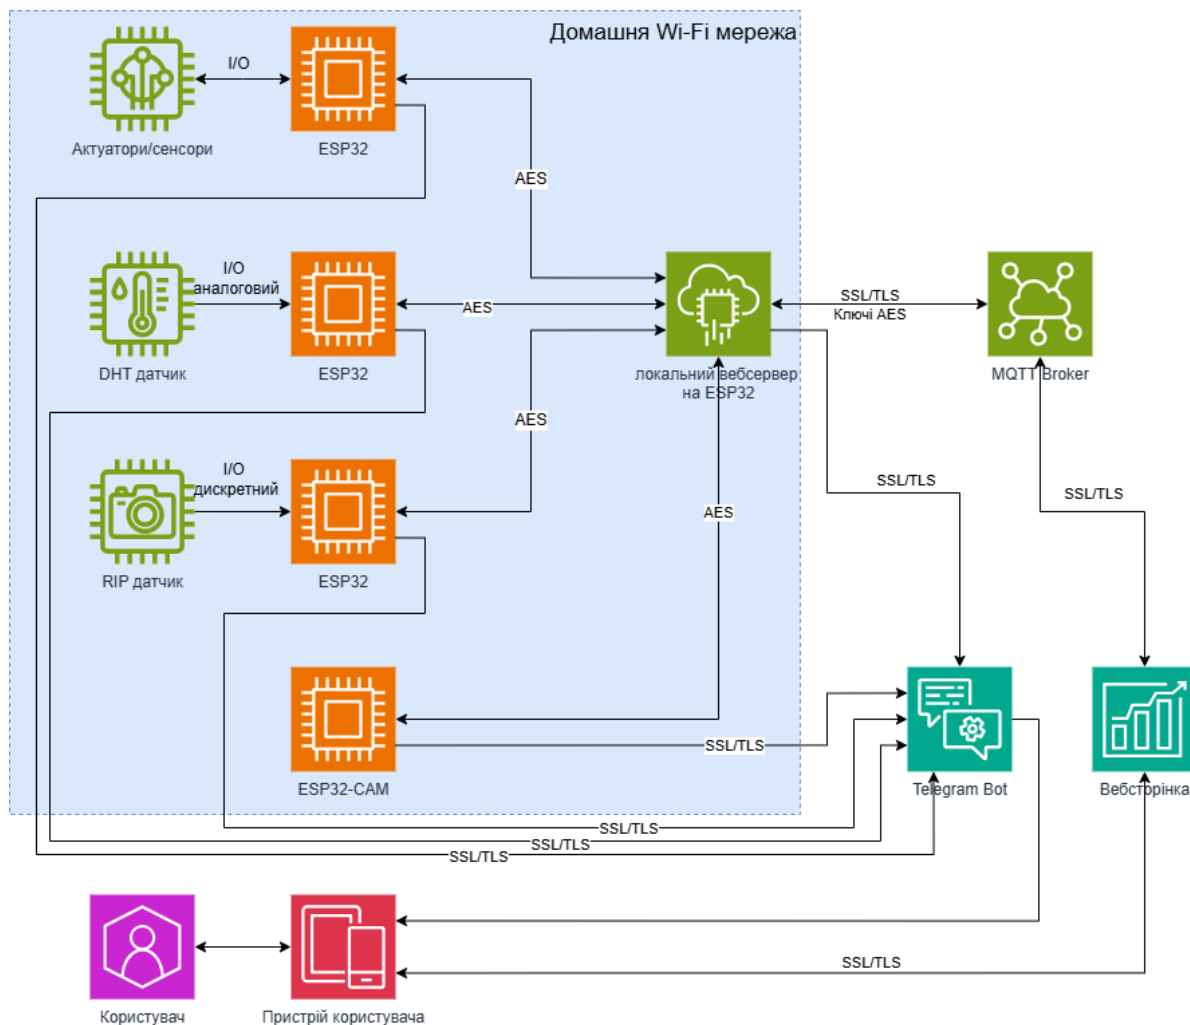 Домашня Wi-Fi мережа
I/O
Актуатори/сенсори
ESP32
AES
I/O
аналоговий
DHT датчик
ESP32
AES
локальний вебсервер
на ESP32
SSL/TLS
Ключі AES
MQTT Broker
AES
I/O
дискретний
RIP датчик
ESP32
AES
SSL/TLS
SSL/TLS
ESP32-CAM
SSL/TLS
Telegram Bot
Вебсторінка
SSL/TLS
SSL/TLS
SSL/TLS
Користувач
Пристрій користувача
SSL/TLS